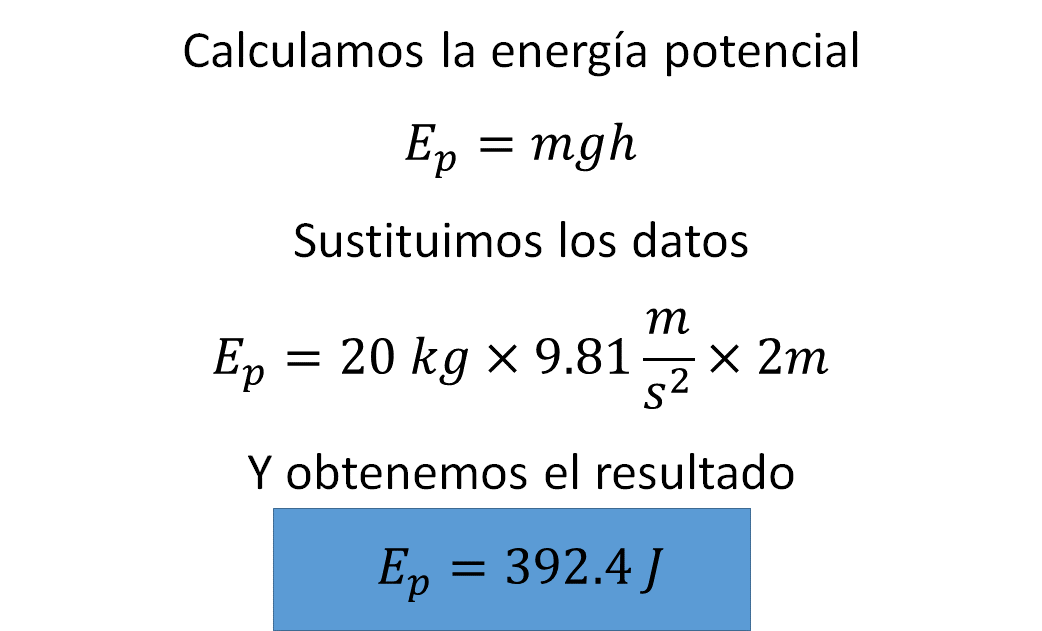 Calculamos la energía potencial
E_p = mgh
Sustituimos los datos
E_p = 20 kg × 9.81 m/s² × 2m
Y obtenemos el resultado
E_p = 392.4 J